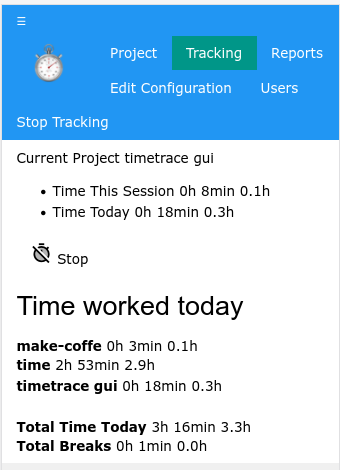 ☰
Project Tracking Reports
Edit Configuration Users
Stop Tracking
Current Project timetrace gui
• Time This Session 0h 8min 0.1h
• Time Today 0h 18min 0.3h
Stop
Time worked today
make-coffe 0h 3min 0.1h
time 2h 53min 2.9h
timetrace gui 0h 18min 0.3h
Total Time Today 3h 16min 3.3h
Total Breaks 0h 1min 0.0h